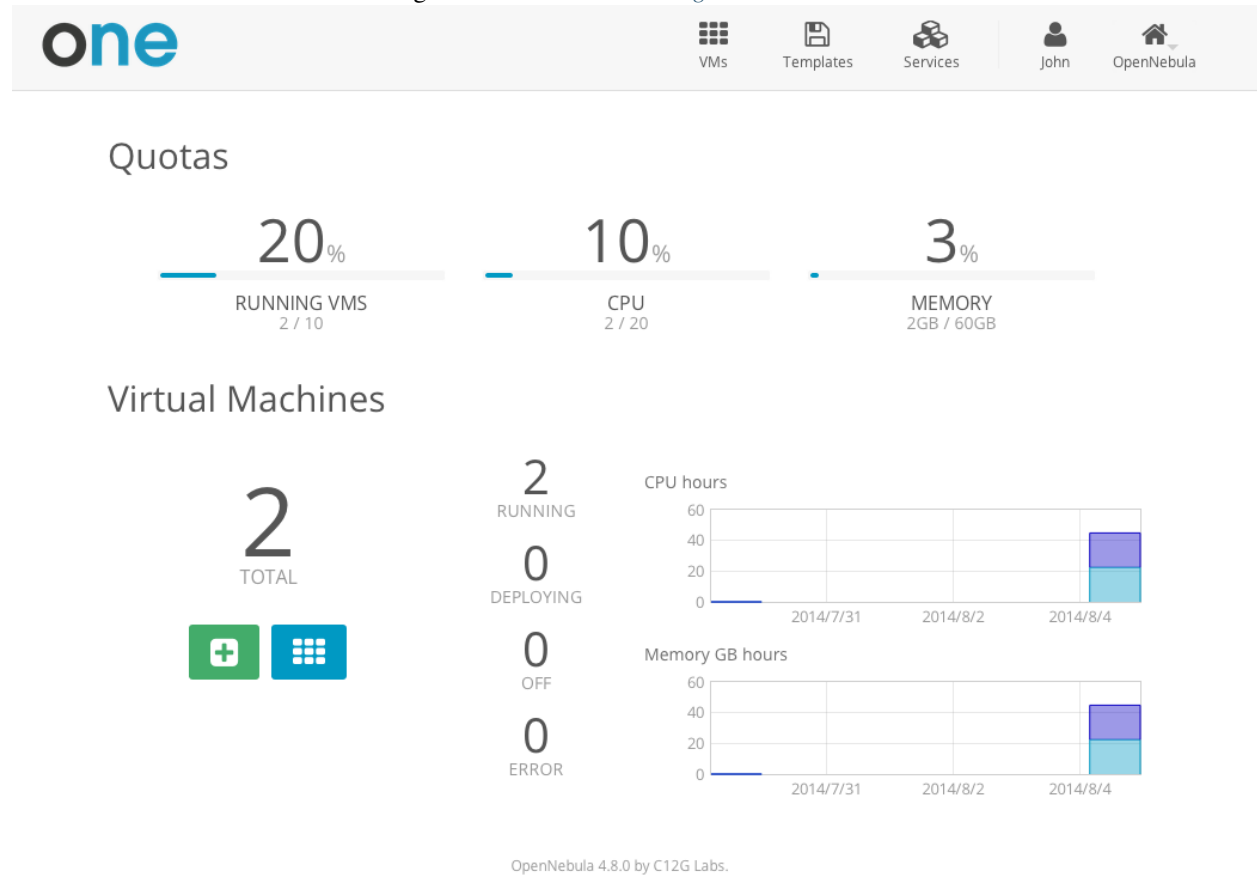 one
VMs
Templates
Services
John
OpenNebula
Quotas
20%
RUNNING VMS
2 / 10
10%
CPU
2 / 20
3%
MEMORY
2GB / 60GB
Virtual Machines
2
TOTAL
2
RUNNING
0
DEPLOYING
0
OFF
0
ERROR
CPU hours
60
40
20
0
2014/7/31 2014/8/2 2014/8/4
Memory GB hours
60
40
20
0
2014/7/31 2014/8/2 2014/8/4
OpenNebula 4.8.0 by C12G Labs.